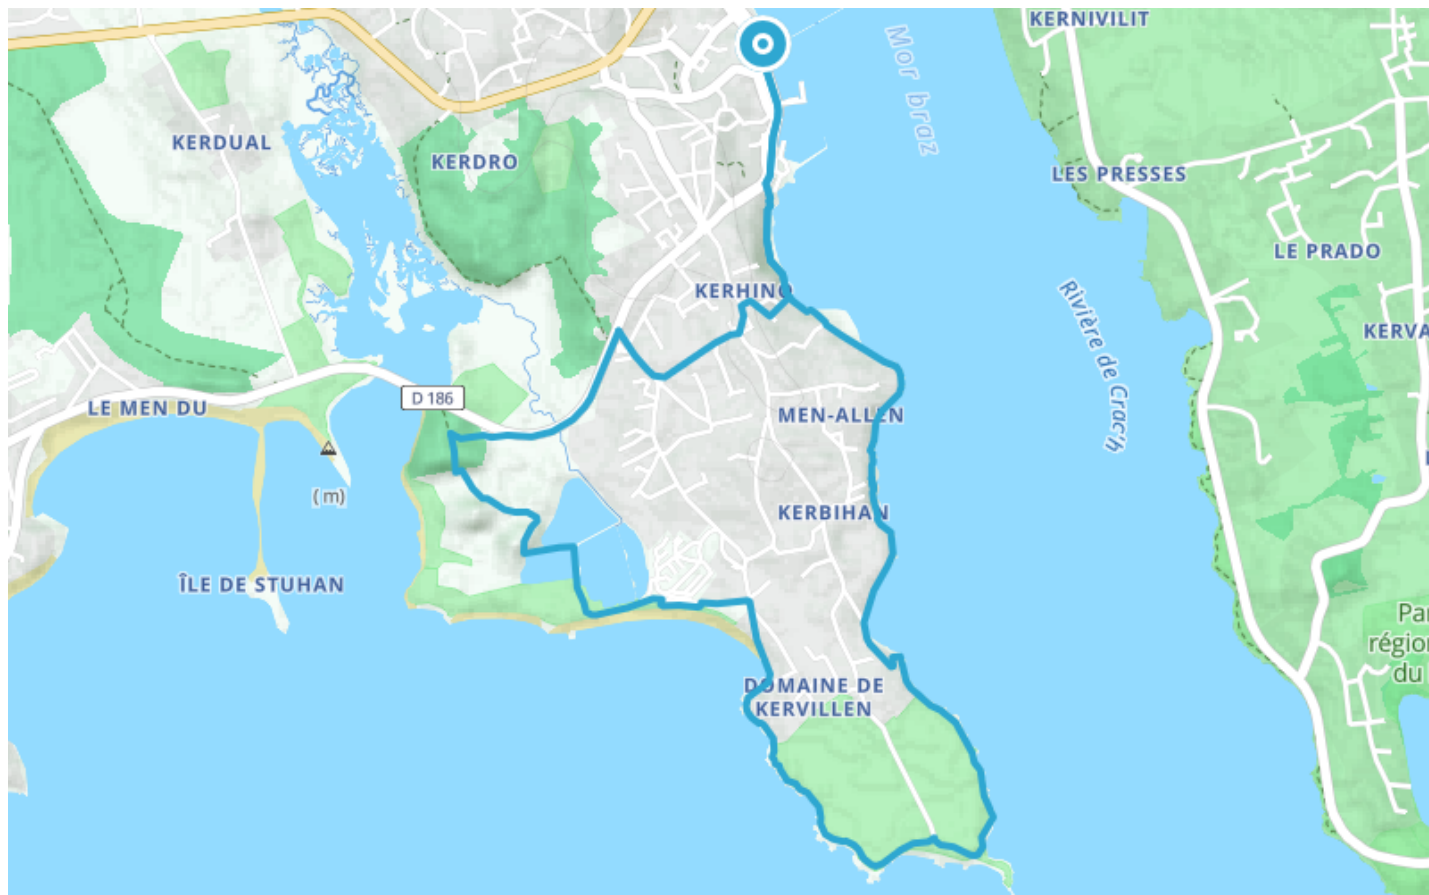 KERNIVILIT
Mor braz
KERDUAL
KERDRO
LES PRESSES
LE PRADO
KERHINO
Rivière de Crac'h
KERVA
D 186
LE MEN DU
MEN-ALLEN
( m)
KERBIHAN
ÎLE DE STUHAN
Par
région
du
DOMAINE DE
KERVILLEN